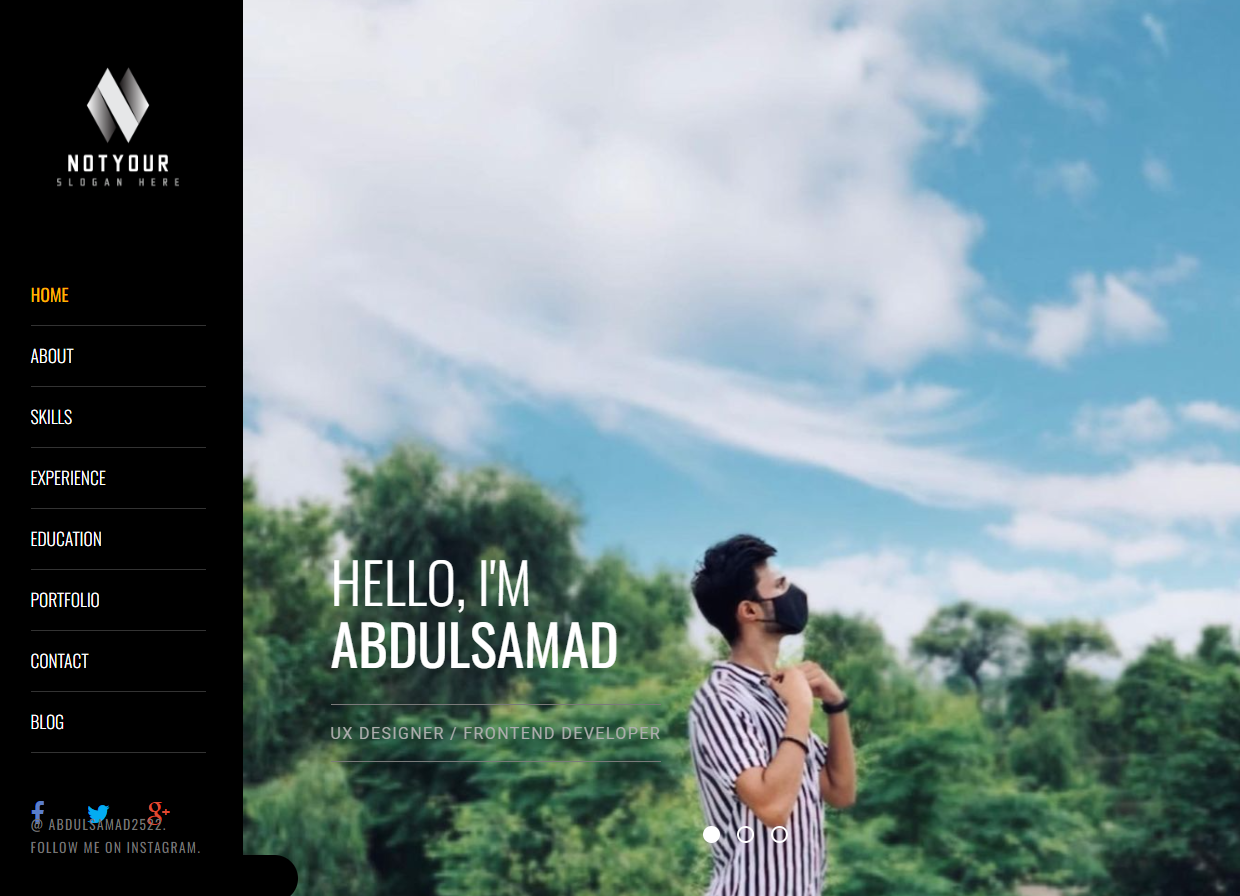 NOTYOUR
SLOGAN HERE
HOME
ABOUT
SKILLS
EXPERIENCE
EDUCATION
PORTFOLIO
CONTACT
BLOG
@ ABDULSAMAD2522.
FOLLOW ME ON INSTAGRAM.
HELLO, I'M
ABDULSAMAD
UX DESIGNER / FRONTEND DEVELOPER